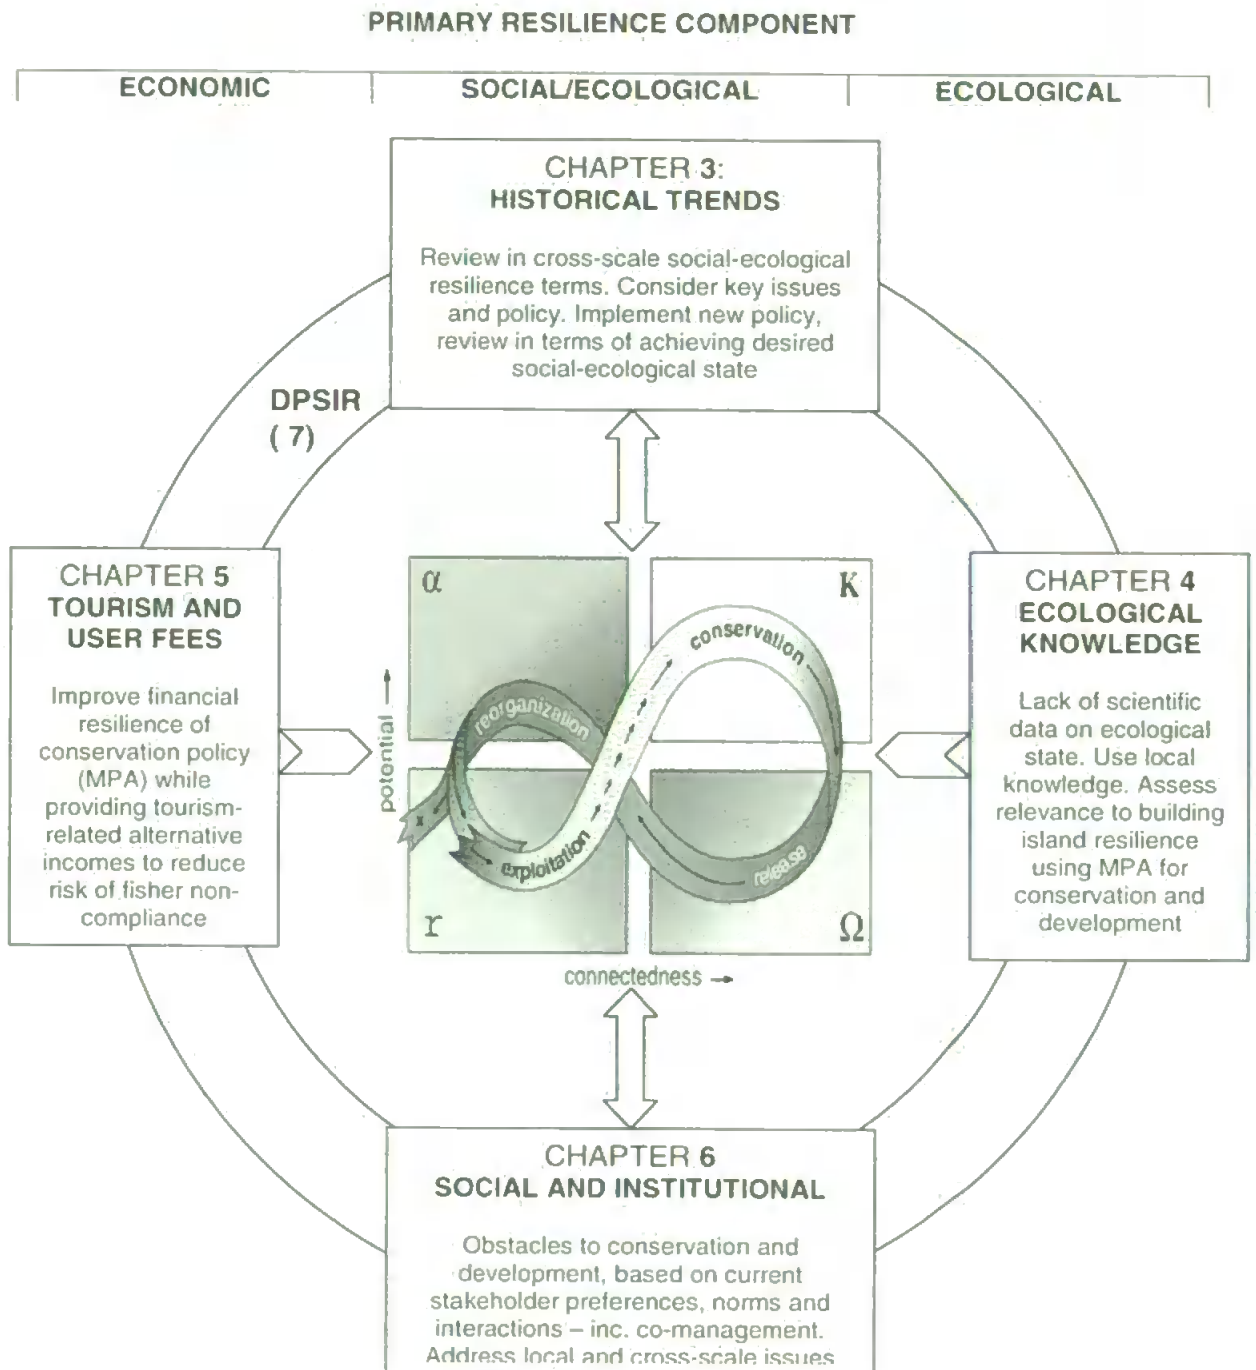 PRIMARY RESILIENCE COMPONENT
ECONOMIC
SOCIAL/ECOLOGICAL
ECOLOGICAL
CHAPTER 3:
HISTORICAL TRENDS
Review in cross-scale social-ecological
resilience terms. Consider key issues
and policy. Implement new policy,
review in terms of achieving desired
social-ecological state
DPSIR
( 7)
CHAPTER 5
TOURISM AND
USER FEES
Improve financial
resilience of
conservation policy
(MPA) while
providing tourism-
related alternative
incomes to reduce
risk of fisher non-
compliance
α
K
conservation
reorganization
potential →
x
exploitation
release
r
Ω
connectedness →
CHAPTER 4
ECOLOGICAL
KNOWLEDGE
Lack of scientific
data on ecological
state. Use local
knowledge. Assess
relevance to building
island resilience
using MPA for
conservation and
development
CHAPTER 6
SOCIAL AND INSTITUTIONAL
Obstacles to conservation and
development, based on current
stakeholder preferences, norms and
interactions – inc. co-management.
Address local and cross-scale issues